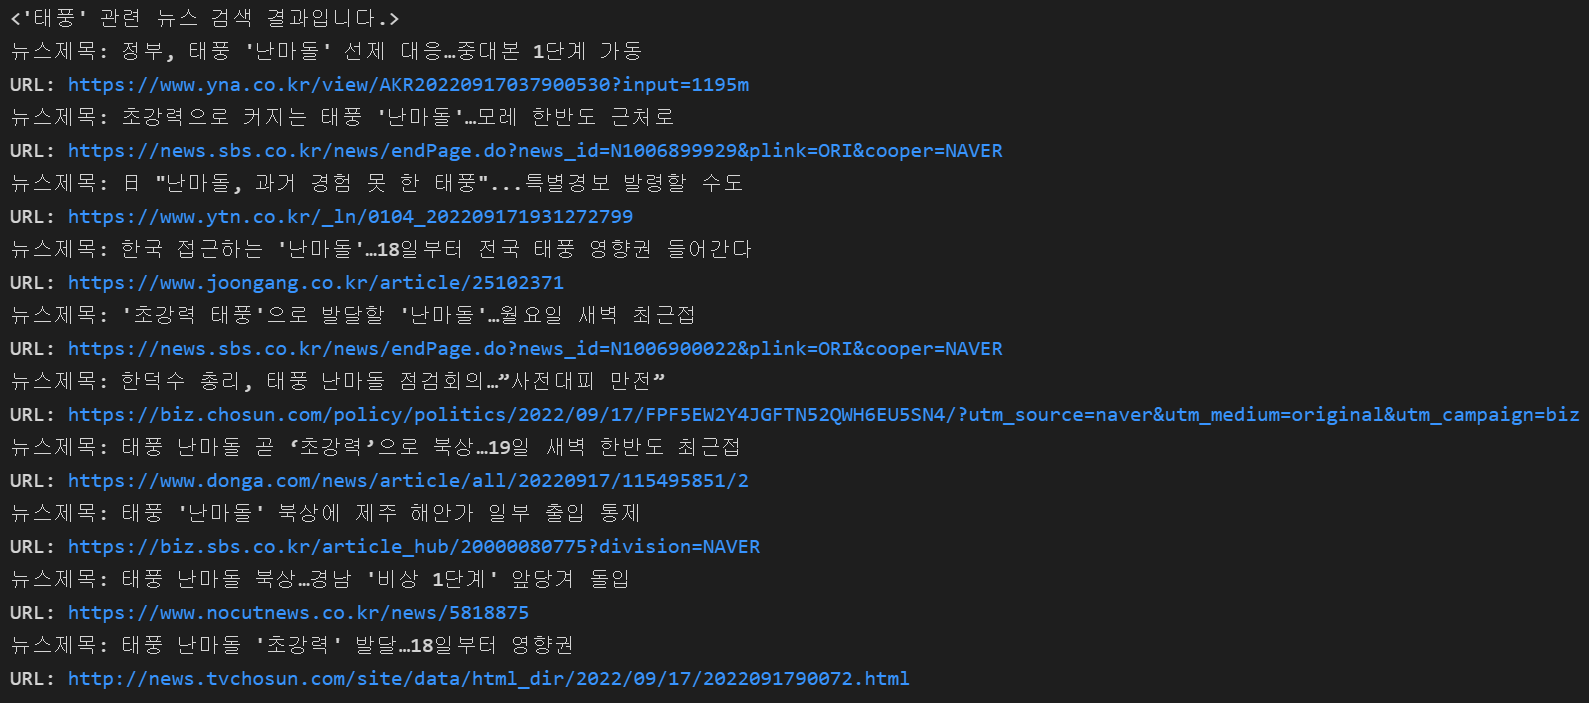 <'태풍' 관련 뉴스 검색 결과입니다.>
뉴스제목: 정부, 태풍 '난마돌' 선제 대응…중대본 1단계 가동
URL: https://www.yna.co.kr/view/AKR20220917037900530?input=1195m
뉴스제목: 초강력으로 커지는 태풍 '난마돌'…모레 한반도 근처로
URL: https://news.sbs.co.kr/news/endPage.do?news_id=N1006899929&plink=ORI&cooper=NAVER
뉴스제목: 日 "난마돌, 과거 경험 못 한 태풍"...특별경보 발령할 수도
URL: https://www.ytn.co.kr/_ln/0104_202209171931272799
뉴스제목: 한국 접근하는 '난마돌'…18일부터 전국 태풍 영향권 들어간다
URL: https://www.joongang.co.kr/article/25102371
뉴스제목: '초강력 태풍'으로 발달할 '난마돌'…월요일 새벽 최근접
URL: https://news.sbs.co.kr/news/endPage.do?news_id=N1006900022&plink=ORI&cooper=NAVER
뉴스제목: 한덕수 총리, 태풍 난마돌 점검회의…”사전대피 만전”
URL: https://biz.chosun.com/policy/politics/2022/09/17/FPF5EW2Y4JGFTN52QWH6EU5SN4/?utm_source=naver&utm_medium=original&utm_campaign=biz
뉴스제목: 태풍 난마돌 곧 ‘초강력’으로 북상…19일 새벽 한반도 최근접
URL: https://www.donga.com/news/article/all/20220917/115495851/2
뉴스제목: 태풍 '난마돌' 북상에 제주 해안가 일부 출입 통제
URL: https://biz.sbs.co.kr/article_hub/20000080775?division=NAVER
뉴스제목: 태풍 난마돌 북상…경남 '비상 1단계' 앞당겨 돌입
URL: https://www.nocutnews.co.kr/news/5818875
뉴스제목: 태풍 난마돌 '초강력' 발달…18일부터 영향권
URL: http://news.tvchosun.com/site/data/html_dir/2022/09/17/2022091790072.html